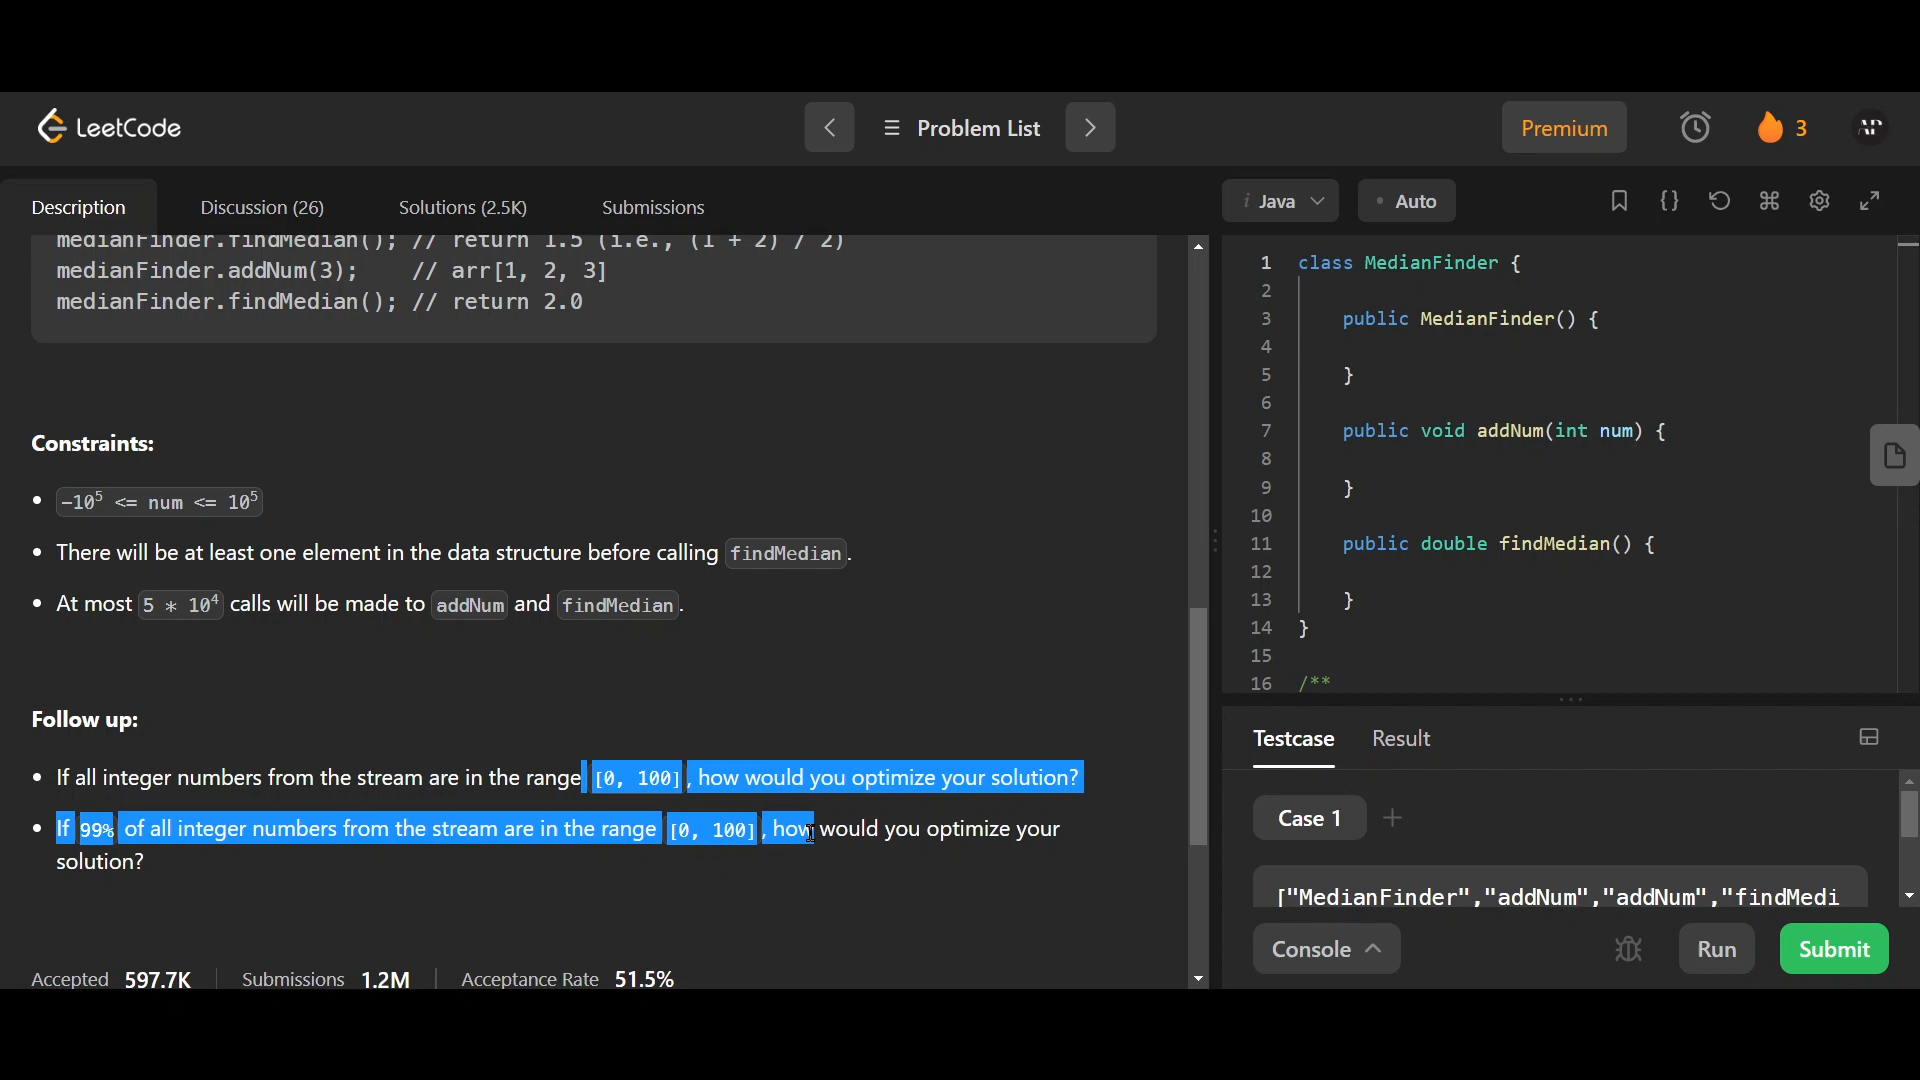 LeetCode
Problem List
Premium
3
AP
Description
Discussion (26)
Solutions (2.5K)
Submissions
medianFinder.findMedian(); // return 1.5 (i.e., (1 + 2) / 2)
medianFinder.addNum(3);    // arr[1, 2, 3]
medianFinder.findMedian(); // return 2.0
Constraints:
• -10⁵ <= num <= 10⁵
• There will be at least one element in the data structure before calling findMedian.
• At most 5 * 10⁴ calls will be made to addNum and findMedian.
Follow up:
• If all integer numbers from the stream are in the range [0, 100], how would you optimize your solution?
• If 99% of all integer numbers from the stream are in the range [0, 100], how would you optimize your
solution?
Accepted 597.7K
Submissions 1.2M
Acceptance Rate 51.5%
i Java
• Auto
{}
1 class MedianFinder {
2
3     public MedianFinder() {
4
5     }
6
7     public void addNum(int num) {
8
9     }
10
11     public double findMedian() {
12
13     }
14 }
15
16 /**
Testcase
Result
Case 1
+
["MedianFinder","addNum","addNum","findMedi
Console
Run
Submit